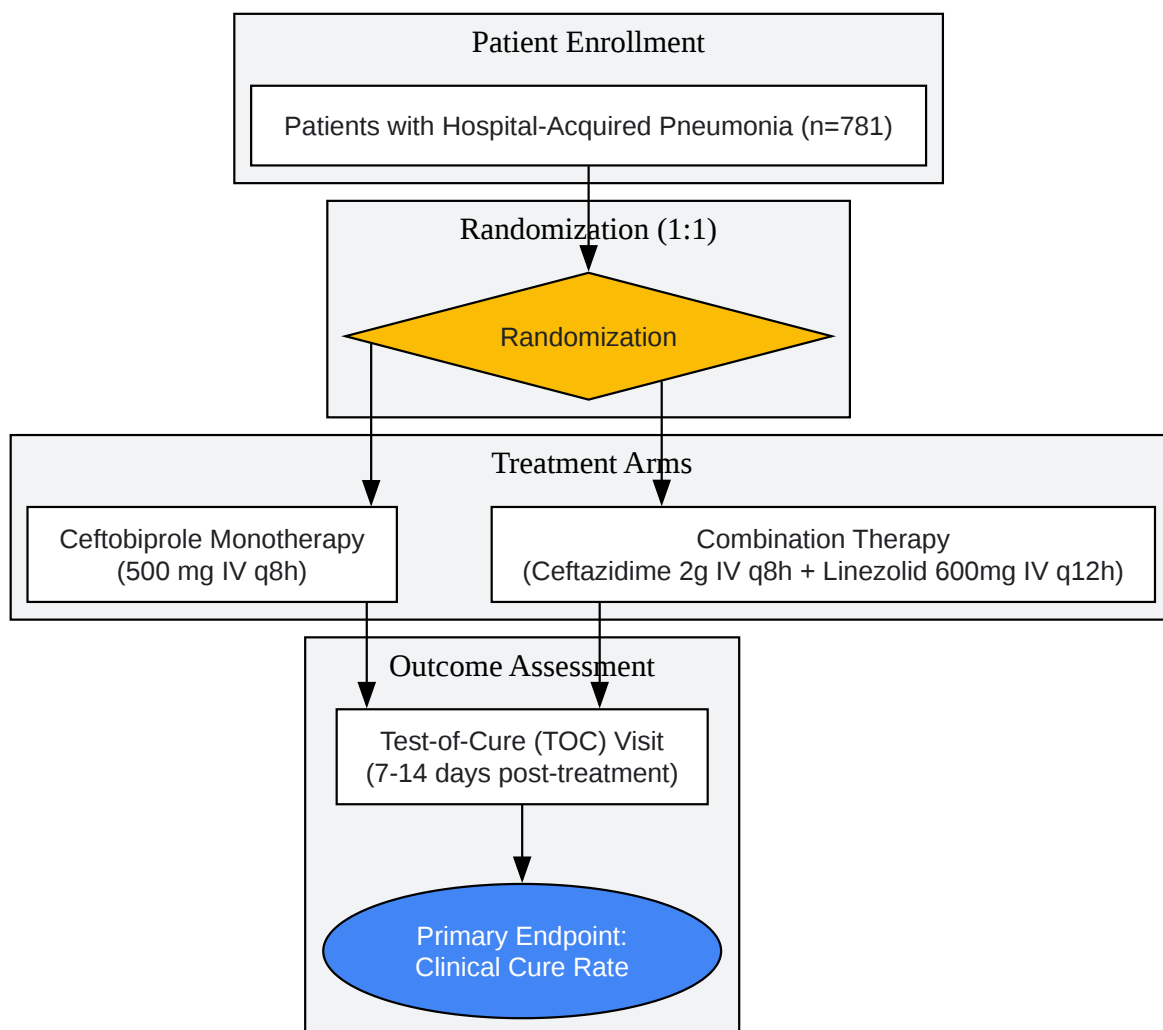 Patient Enrollment
Patients with Hospital-Acquired Pneumonia (n=781)
Randomization (1:1)
Randomization
Treatment Arms
Ceftobiprole Monotherapy
(500 mg IV q8h)
Combination Therapy
(Ceftazidime 2g IV q8h + Linezolid 600mg IV q12h)
Outcome Assessment
Test-of-Cure (TOC) Visit
(7-14 days post-treatment)
Primary Endpoint:
Clinical Cure Rate